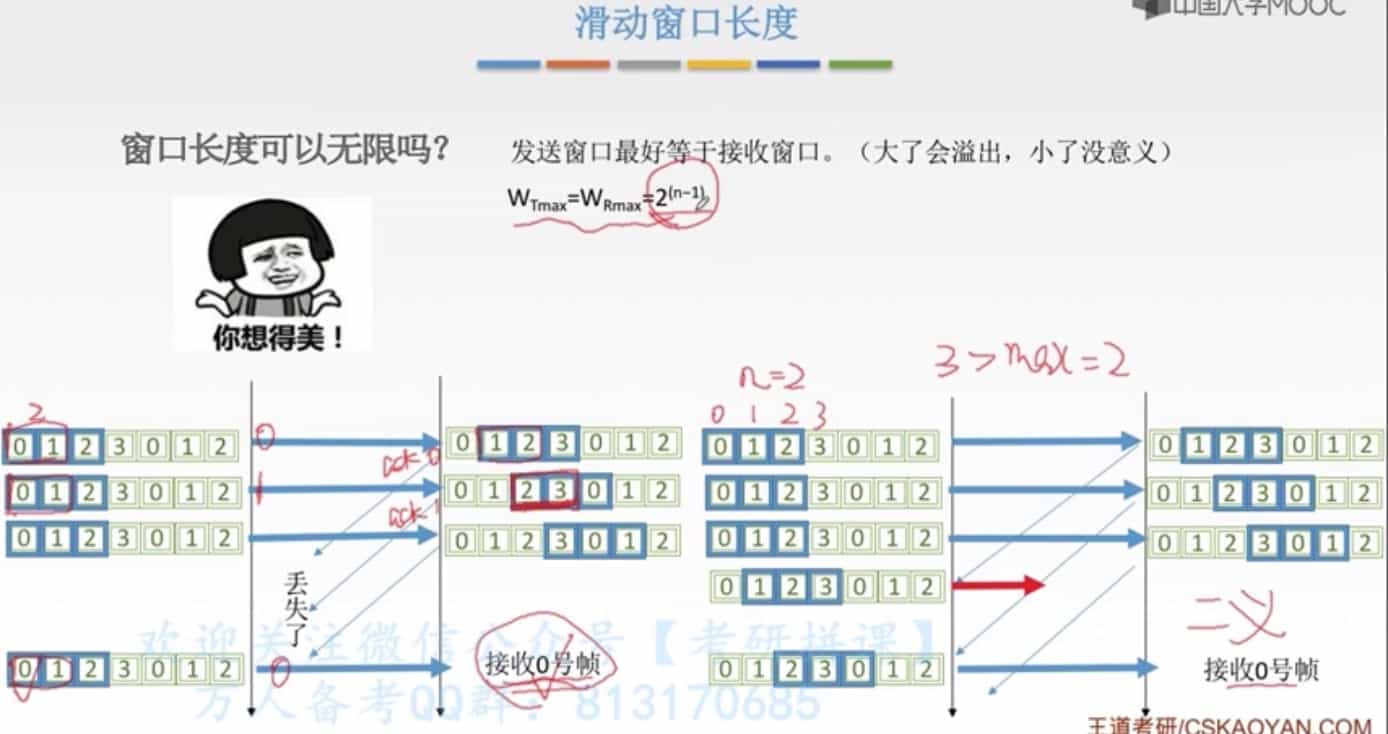 中国大学MOOC
滑动窗口长度
窗口长度可以无限吗？
发送窗口最好等于接收窗口。（大了会溢出，小了没意义）
WTmax=WRmax=2(n−1)
你想得美！
n=2
3>max=2
2
0 1 2 3
0 1 2 3 0 1 2
0
0 1 2 3 0 1 2
0 1 2 3 0 1 2
0 1 2 3 0 1 2
ack 0
0 1 2 3 0 1 2
1
0 1 2 3 0 1 2
0 1 2 3 0 1 2
0 1 2 3 0 1 2
ack 1
0 1 2 3 0 1 2
0 1 2 3 0 1 2
0 1 2 3 0 1 2
0 1 2 3 0 1 2
丢失了
0 1 2 3 0 1 2
二义
欢迎关注微信公众号【考研拼课】
0 1 2 3 0 1 2
0
接收0号帧
0 1 2 3 0 1 2
接收0号帧
万人备考QQ群：813170685
王道考研/CSKAOYAN.COM